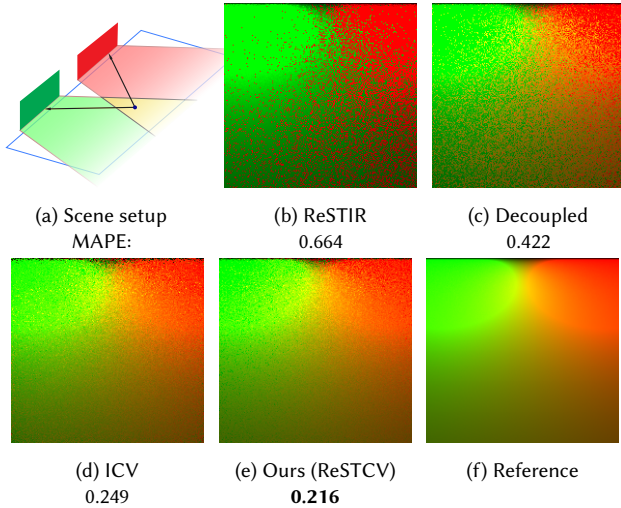 (a) Scene setup
MAPE:
(b) ReSTIR
0.664
(c) Decoupled
0.422
(d) ICV
0.249
(e) Ours (ReSTCV)
0.216
(f) Reference